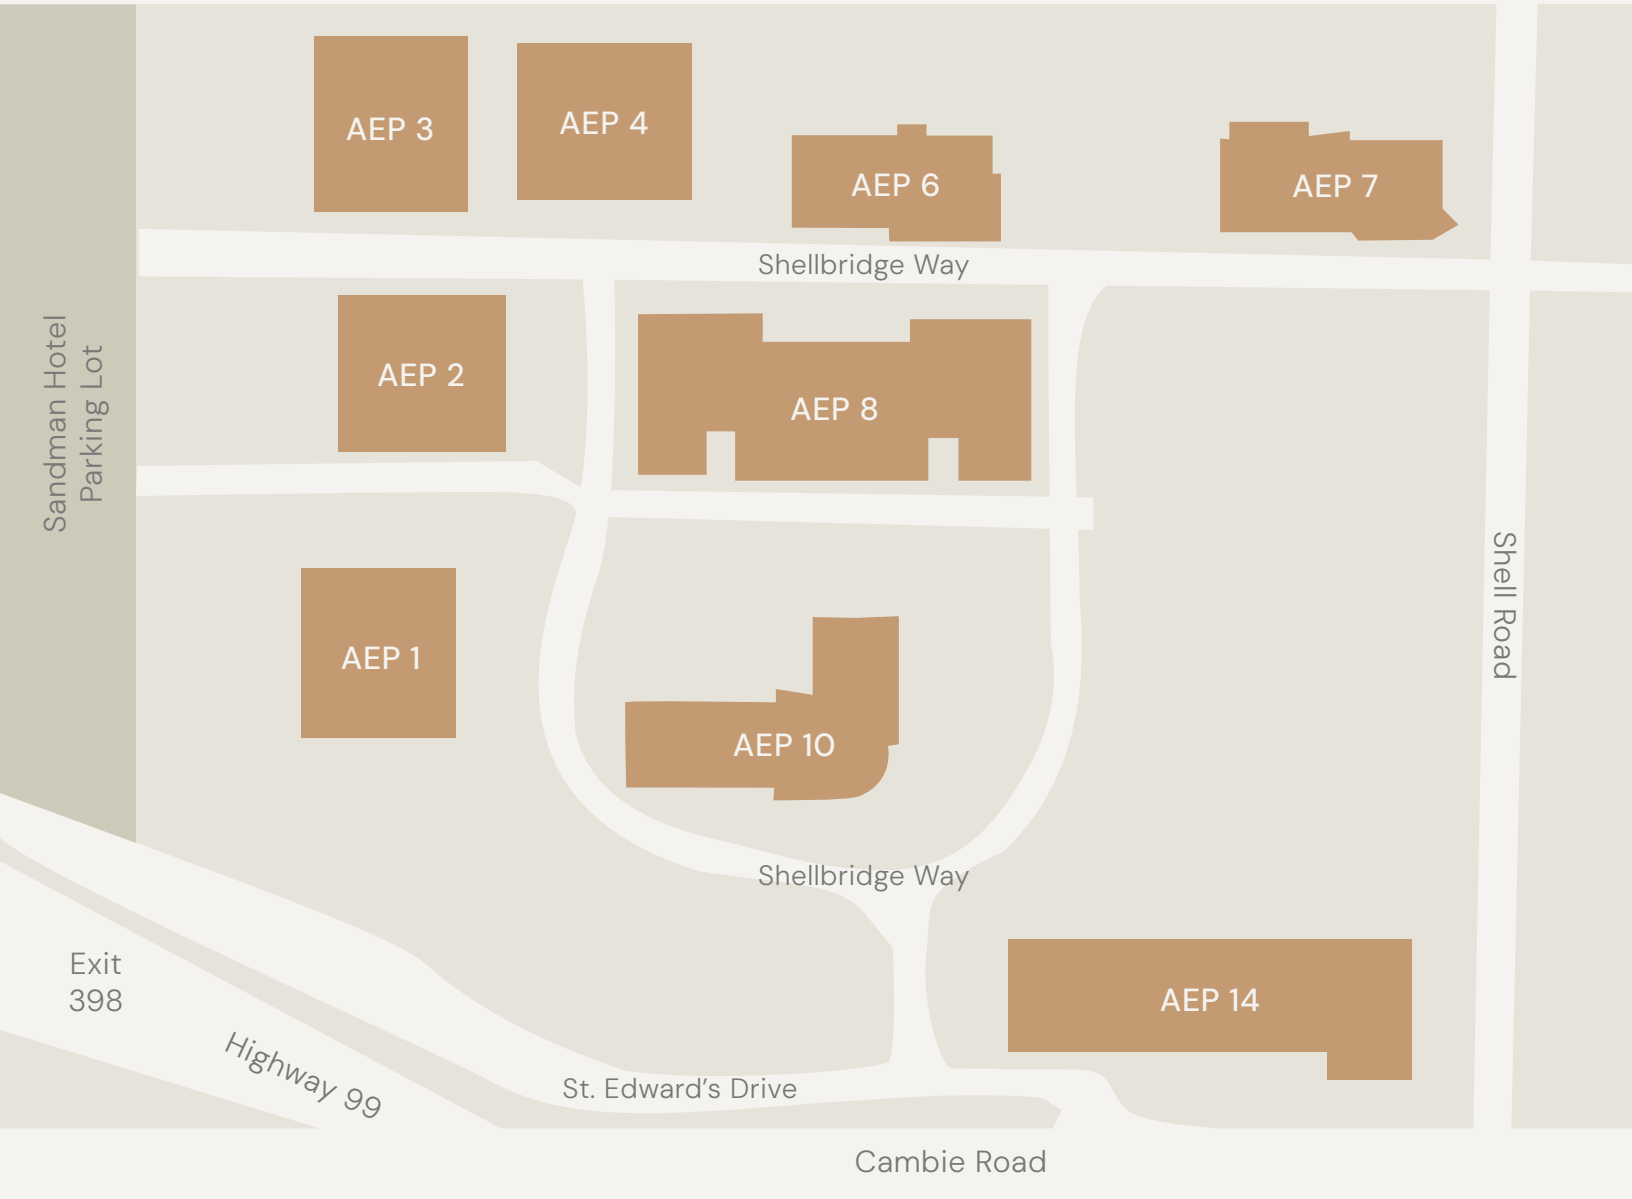 AEP 3
AEP 4
AEP 6
AEP 7
Shellbridge Way
AEP 2
AEP 8
Sandman Hotel
Parking Lot
Shell Road
AEP 1
AEP 10
Shellbridge Way
Exit
398
AEP 14
Highway 99
St. Edward’s Drive
Cambie Road